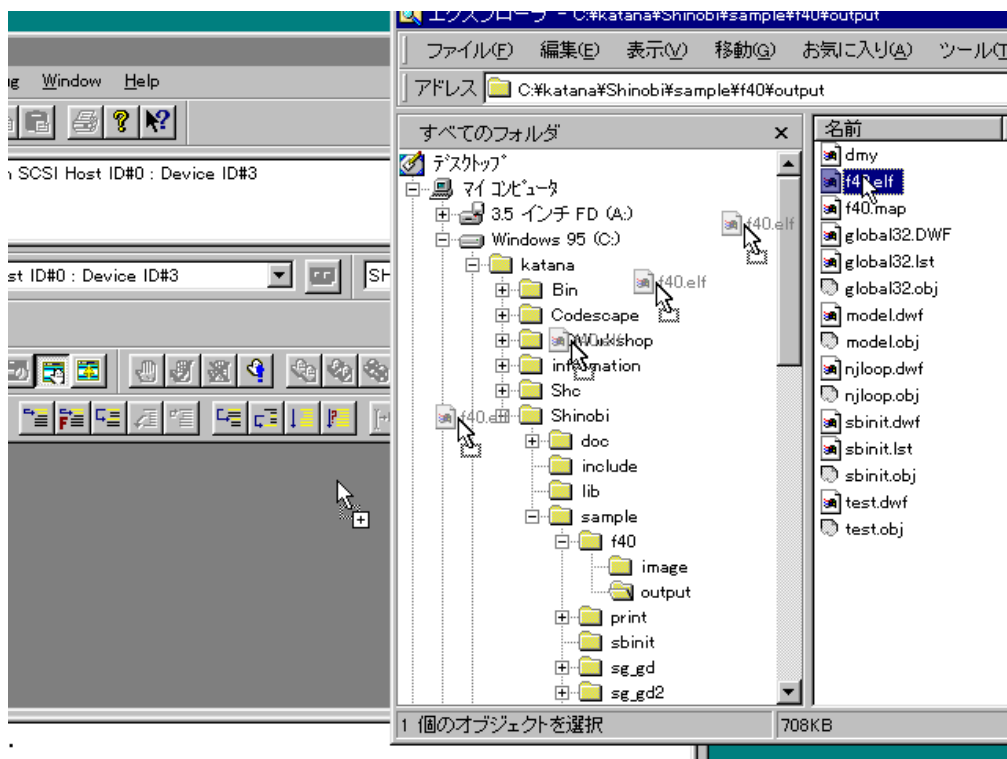 エクスプローラ - C:¥katana¥Shinobi¥sample¥f40¥output
ファイル(F) 編集(E) 表示(V) 移動(G) お気に入り(A) ツール(T
アドレス C:¥katana¥Shinobi¥sample¥f40¥output
Window Help
SCSI Host ID#0 : Device ID#3
ID#0 : Device ID#3
SH
すべてのフォルダ
デスクトップ
マイ コンピュータ
3.5 インチ FD (A:)
Windows 95 (C:)
katana
Bin
Codescape
information
Shc
Shinobi
doc
include
lib
sample
f40
image
output
print
sbinit
sg_gd
sg_gd2
f40.elf
f40.elf
f40.elf
f40.elf
名前
dmy
f40.elf
f40.map
global32.DWF
global32.lst
global32.obj
model.dwf
model.obj
njloop.dwf
njloop.obj
sbinit.dwf
sbinit.lst
sbinit.obj
test.dwf
test.obj
1 個のオブジェクトを選択
708KB